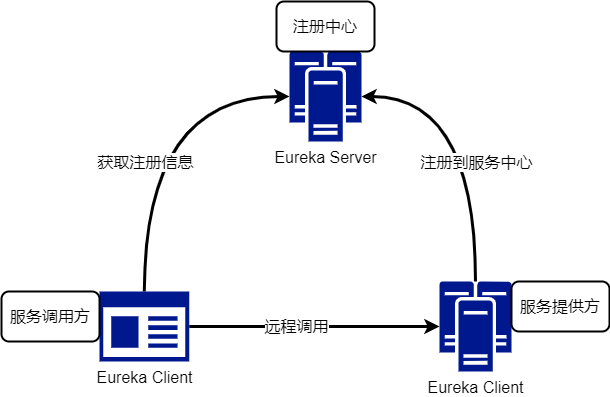 注册中心
Eureka Server
获取注册信息
注册到服务中心
服务调用方
远程调用
服务提供方
Eureka Client
Eureka Client